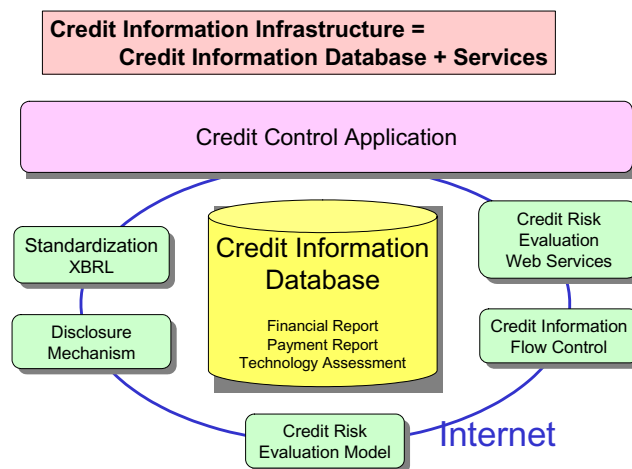 Credit Information Infrastructure =
Credit Information Database + Services
Credit Control Application
Standardization
XBRL
Disclosure
Mechanism
Credit Information
Database
Financial Report
Payment Report
Technology Assessment
Credit Risk
Evaluation
Web Services
Credit Information
Flow Control
Credit Risk
Evaluation Model
Internet